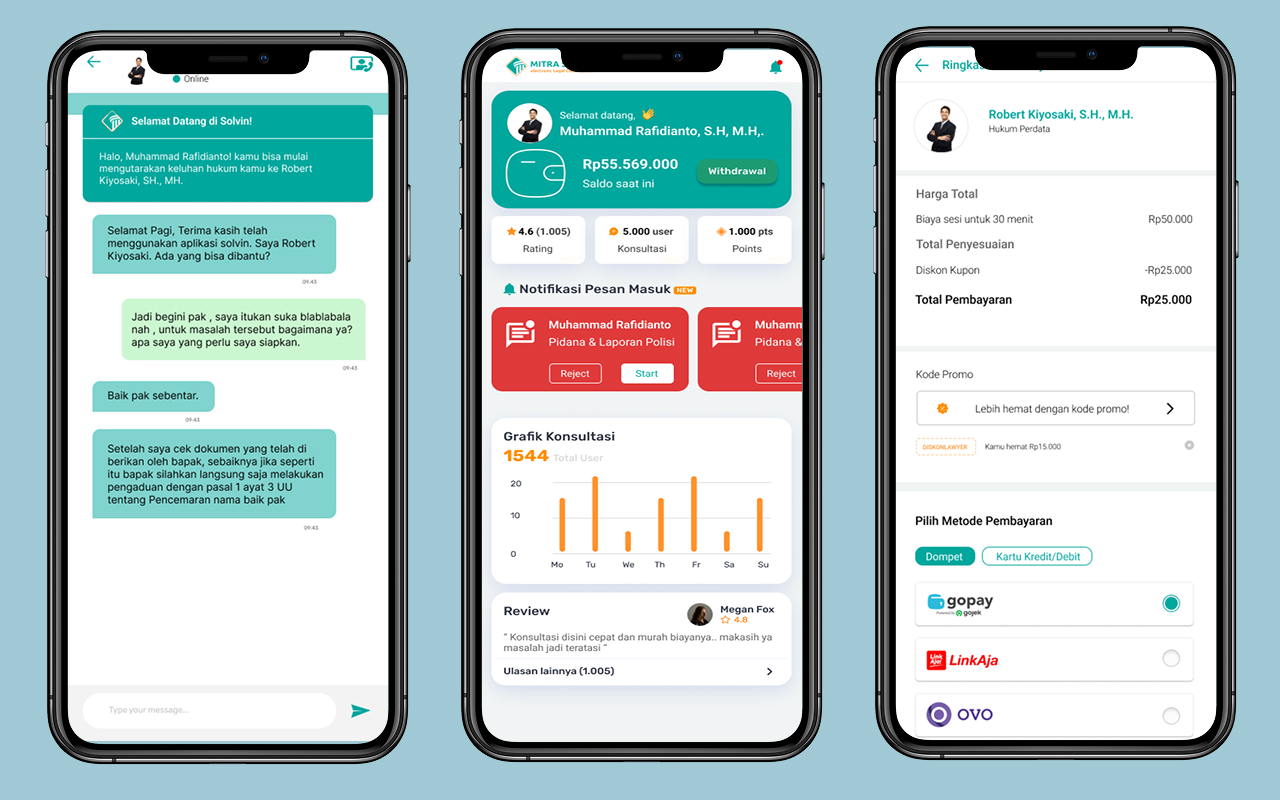 Online
Selamat Datang di Solvin!
Halo, Muhammad Rafidianto! kamu bisa mulai
mengutarakan keluhan hukum kamu ke Robert
Kiyosaki, SH., MH.
Selamat Pagi, Terima kasih telah
menggunakan aplikasi solvin. Saya Robert
Kiyosaki. Ada yang bisa dibantu?
09:43
Jadi begini pak , saya itukan suka blablabala
nah , untuk masalah tersebut bagaimana ya?
apa saya yang perlu saya siapkan.
09:43
Baik pak sebentar.
09:43
Setelah saya cek dokumen yang telah di
berikan oleh bapak, sebaiknya jika seperti
itu bapak silahkan langsung saja melakukan
pengaduan dengan pasal 1 ayat 3 UU
tentang Pencemaran nama baik pak
09:43
Type your message...
MITRA
Selamat datang,
Muhammad Rafidianto, S.H, M.H,.
Rp55.569.000
Saldo saat ini
Withdrawal
4.6 (1.005)
Rating
5.000 user
Konsultasi
1.000 pts
Points
Notifikasi Pesan Masuk NEW
Muhammad Rafidianto
Pidana & Laporan Polisi
Reject Start
Muhamm
Pidana &
Reject
Grafik Konsultasi
1544 Total User
20
10
0
Mo Tu We Th Fr Sa Su
Review
Megan Fox
4.8
“ Konsultasi disini cepat dan murah biayanya.. makasih ya
masalah jadi teratasi “
Ulasan lainnya (1.005)
Robert Kiyosaki, S.H., M.H.
Hukum Perdata
Harga Total
Biaya sesi untuk 30 menit Rp50.000
Total Penyesuaian
Diskon Kupon -Rp25.000
Total Pembayaran Rp25.000
Kode Promo
Lebih hemat dengan kode promo!
DISKONLAWYER Kamu hemat Rp15.000
Pilih Metode Pembayaran
Dompet Kartu Kredit/Debit
gopay
Powered by gojek
Link Aja! LinkAja
OVO